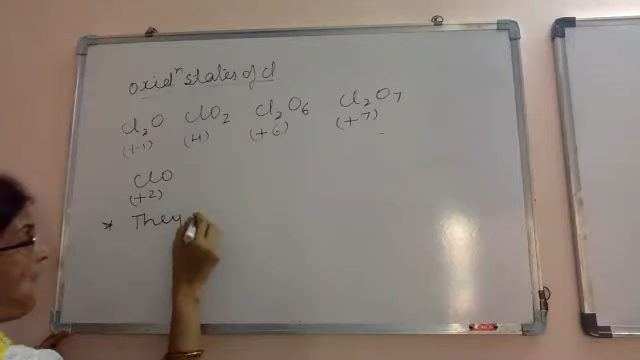 Oxidⁿ states of Cl
Cl₂O ClO₂ Cl₂O₆ Cl₂O₇
(+1) (4) (+6) (+7)
ClO
(+2)
* They